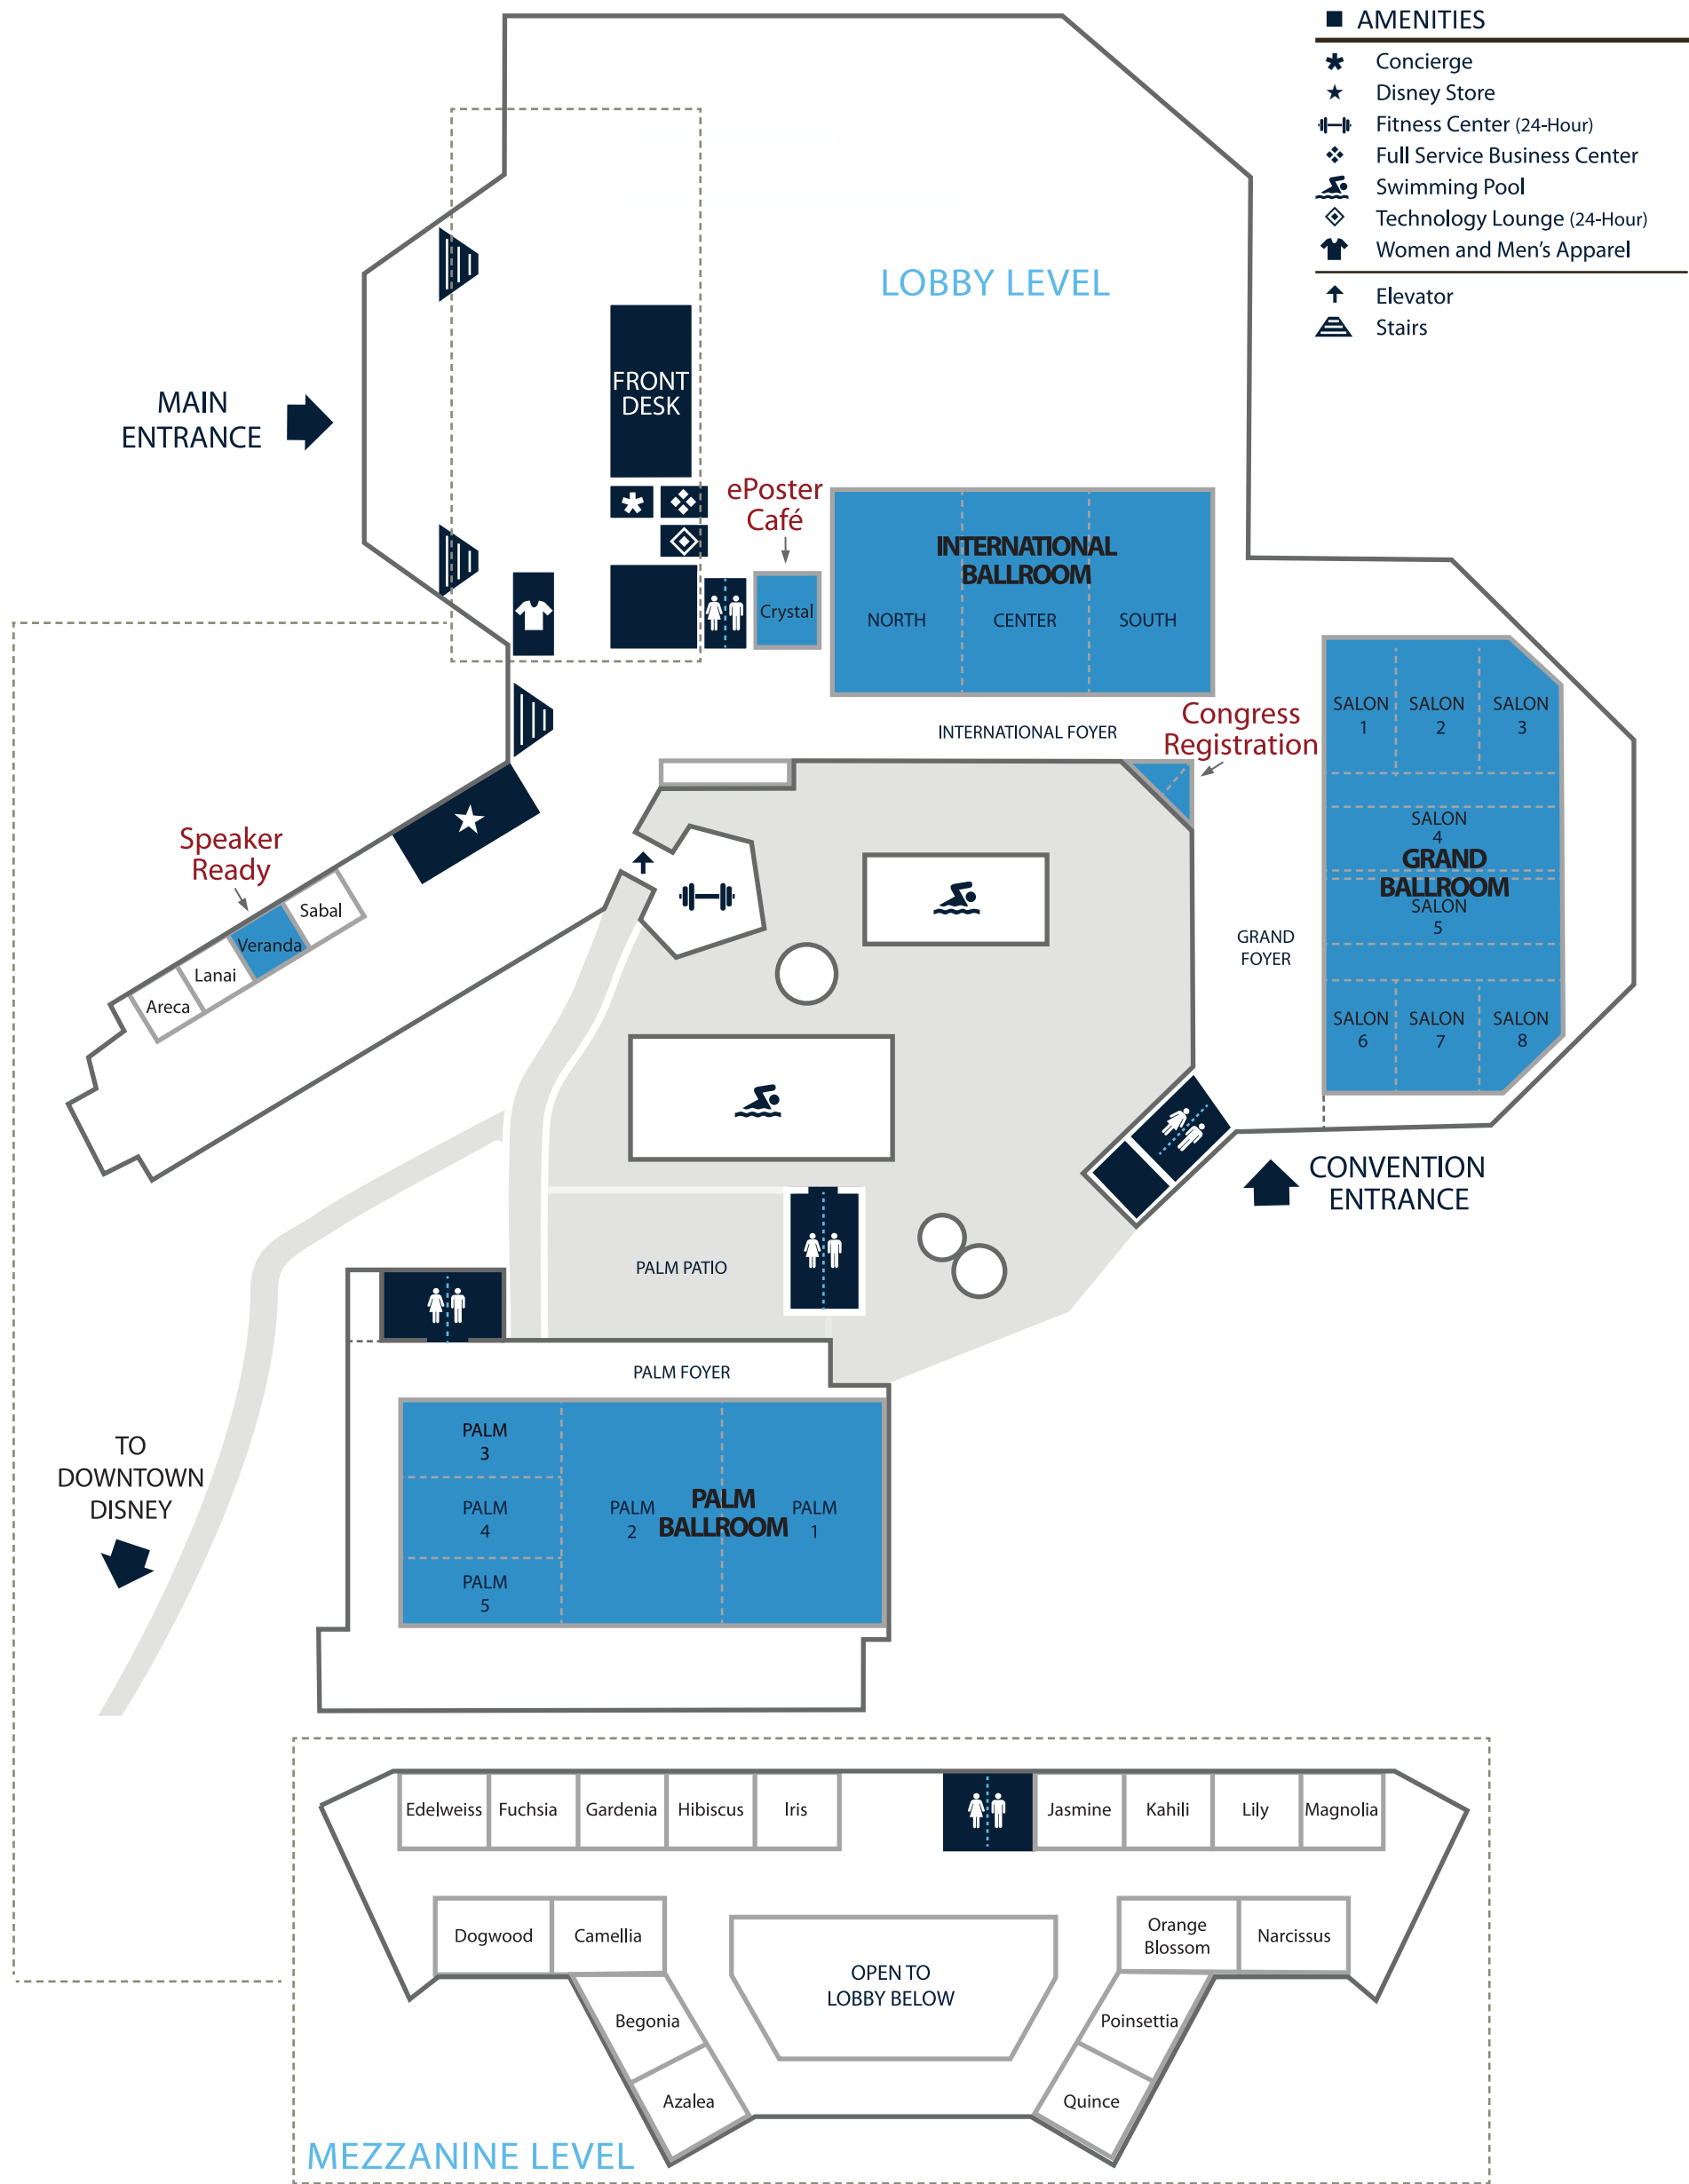 AMENITIES
Concierge
Disney Store
Fitness Center (24-Hour)
Full Service Business Center
Swimming Pool
Technology Lounge (24-Hour)
Women and Men's Apparel
Elevator
Stairs
LOBBY LEVEL
MAIN
ENTRANCE
FRONT
DESK
ePoster
Café
Crystal
INTERNATIONAL
BALLROOM
NORTH
CENTER
SOUTH
INTERNATIONAL FOYER
Congress
Registration
SALON
1
SALON
2
SALON
3
SALON
4
GRAND
BALLROOM
SALON
5
SALON
6
SALON
7
SALON
8
GRAND
FOYER
Speaker
Ready
Sabal
Veranda
Lanai
Areca
CONVENTION
ENTRANCE
PALM PATIO
PALM FOYER
PALM
3
PALM
4
PALM
5
PALM
2
PALM
BALLROOM
PALM
1
TO
DOWNTOWN
DISNEY
Edelweiss
Fuchsia
Gardenia
Hibiscus
Iris
Jasmine
Kahili
Lily
Magnolia
Dogwood
Camellia
Orange
Blossom
Narcissus
OPEN TO
LOBBY BELOW
Begonia
Poinsettia
Azalea
Quince
MEZZANINE LEVEL